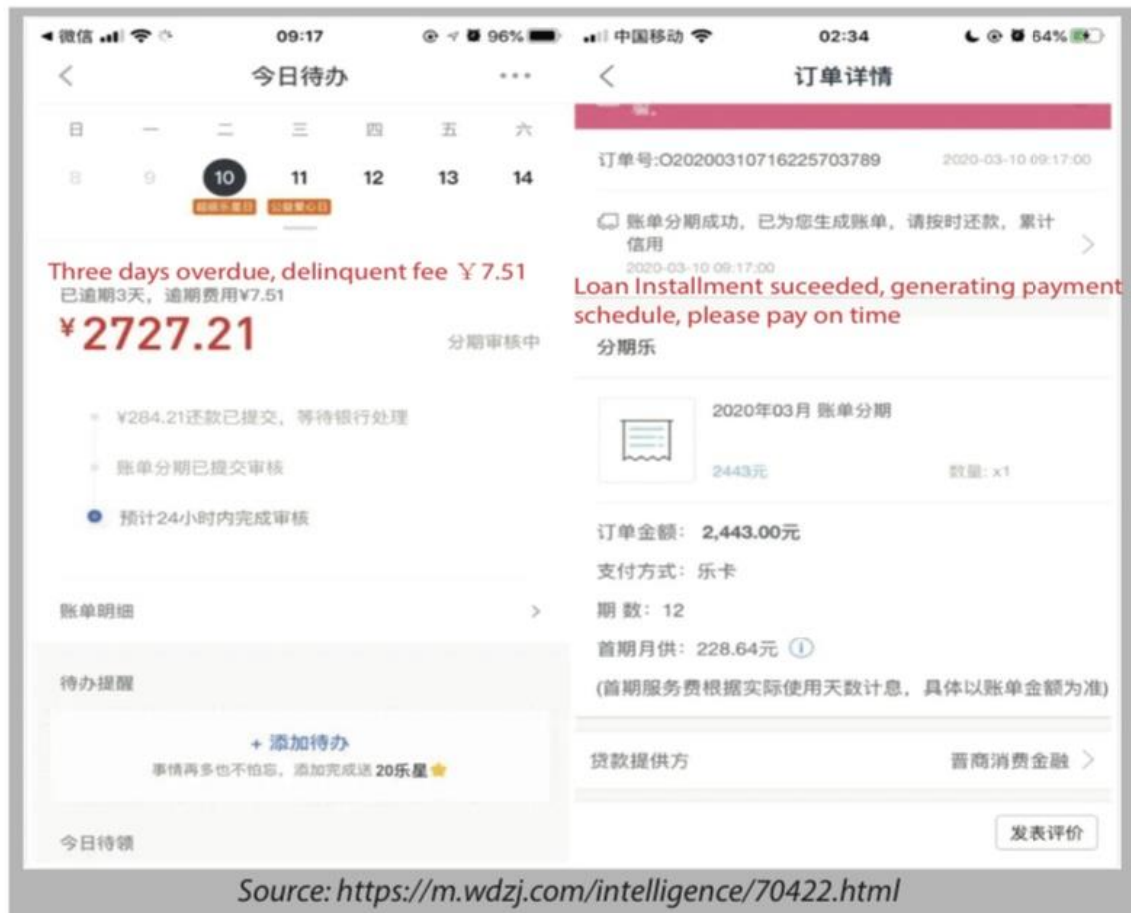 微信 09:17 96%
今日待办
日 一 二 三 四 五 六
8 9 10 11 12 13 14
超级乐星日 公益爱心日
Three days overdue, delinquent fee ¥7.51
已逾期3天，逾期费用¥7.51
¥2727.21 分期审核中
¥284.21还款已提交，等待银行处理
账单分期已提交审核
预计24小时内完成审核
账单明细 >
待办提醒
+ 添加待办
事情再多也不怕忘，添加完成送 20乐星
今日待领
中国移动 02:34 64%
订单详情
订单号:O20200310716225703789 2020-03-10 09:17:00
账单分期成功，已为您生成账单，请按时还款，累计
信用
2020-03-10 09:17:00
Loan Installment suceeded, generating payment
schedule, please pay on time
分期乐
2020年03月 账单分期
2443元 数量: x1
订单金额： 2,443.00元
支付方式：乐卡
期 数：12
首期月供：228.64元
(首期服务费根据实际使用天数计息，具体以账单金额为准)
贷款提供方 晋商消费金融 >
发表评价
Source: https://m.wdzj.com/intelligence/70422.html